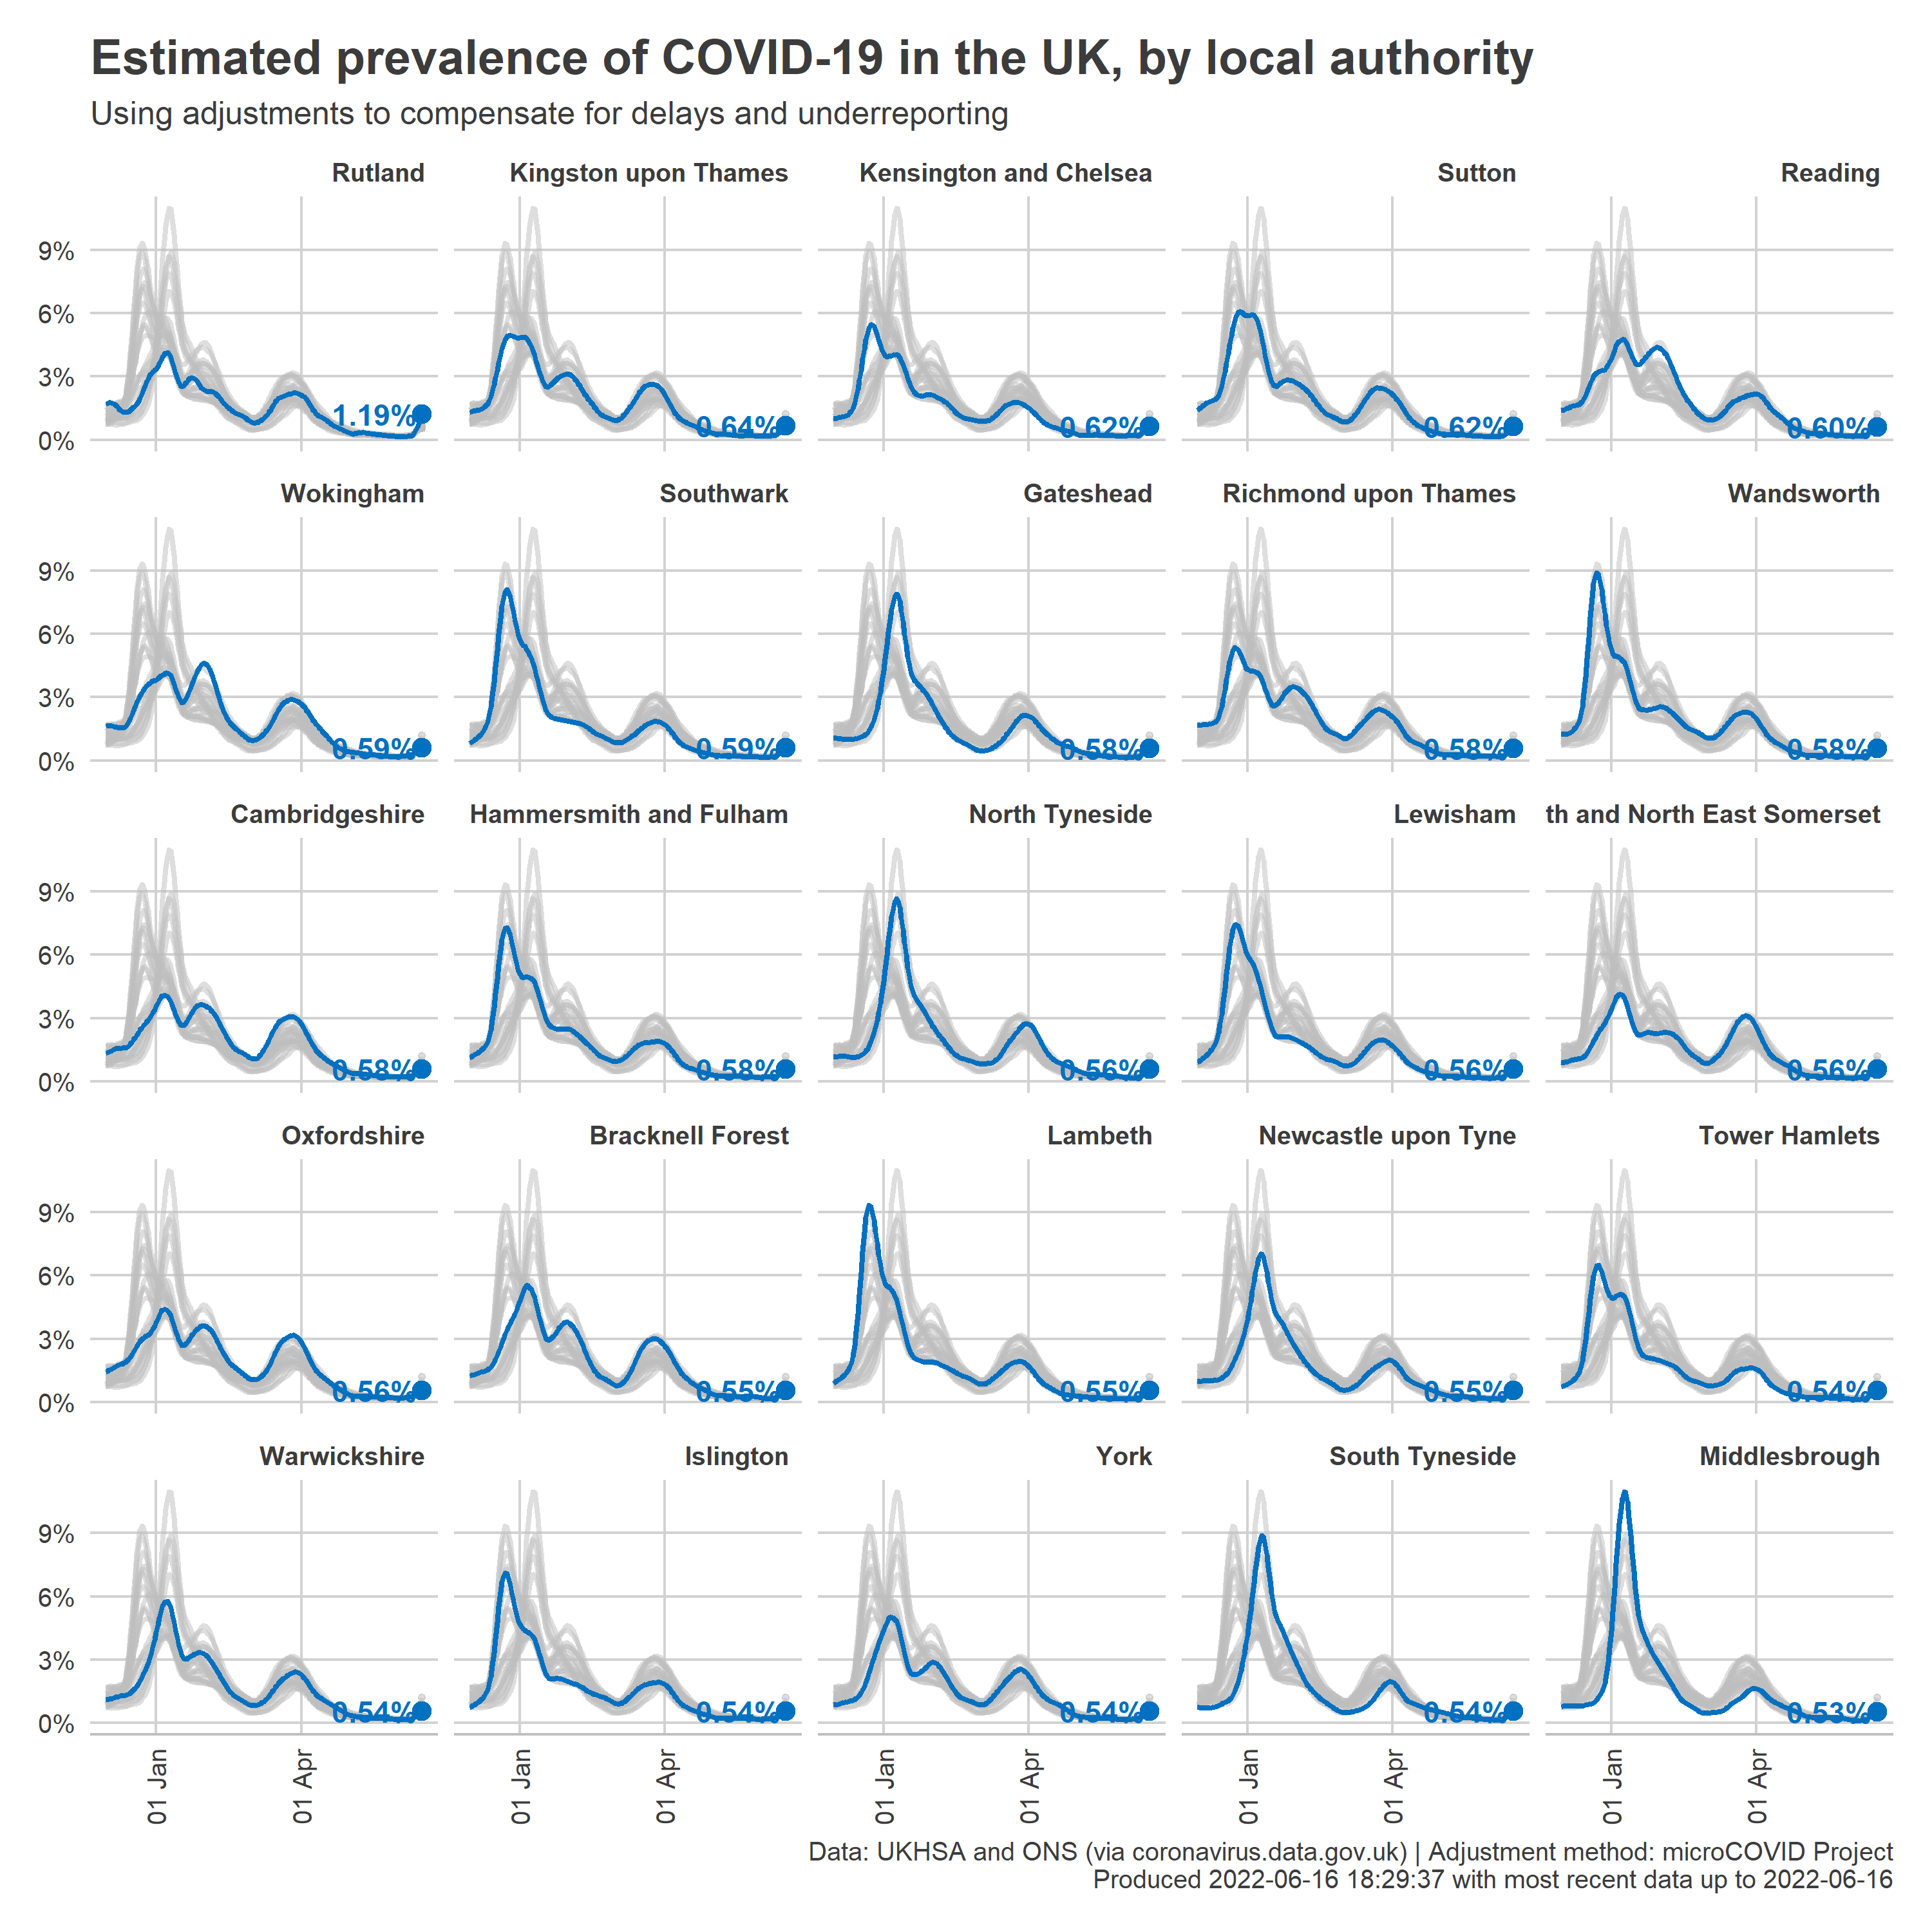 Estimated prevalence of COVID-19 in the UK, by local authority
Using adjustments to compensate for delays and underreporting
Rutland
Kingston upon Thames
Kensington and Chelsea
Sutton
Reading
9%
6%
3%
0%
1.19%
0.64%
0.62%
0.62%
0.60%
Wokingham
Southwark
Gateshead
Richmond upon Thames
Wandsworth
9%
6%
3%
0%
0.59%
0.59%
0.58%
0.58%
0.58%
Cambridgeshire
Hammersmith and Fulham
North Tyneside
Lewisham
th and North East Somerset
9%
6%
3%
0%
0.58%
0.58%
0.56%
0.56%
0.56%
Oxfordshire
Bracknell Forest
Lambeth
Newcastle upon Tyne
Tower Hamlets
9%
6%
3%
0%
0.56%
0.55%
0.55%
0.55%
0.54%
Warwickshire
Islington
York
South Tyneside
Middlesbrough
9%
6%
3%
0%
0.54%
0.54%
0.54%
0.54%
0.53%
01 Jan
01 Apr
01 Jan
01 Apr
01 Jan
01 Apr
01 Jan
01 Apr
01 Jan
01 Apr
Data: UKHSA and ONS (via coronavirus.data.gov.uk) | Adjustment method: microCOVID Project
Produced 2022-06-16 18:29:37 with most recent data up to 2022-06-16